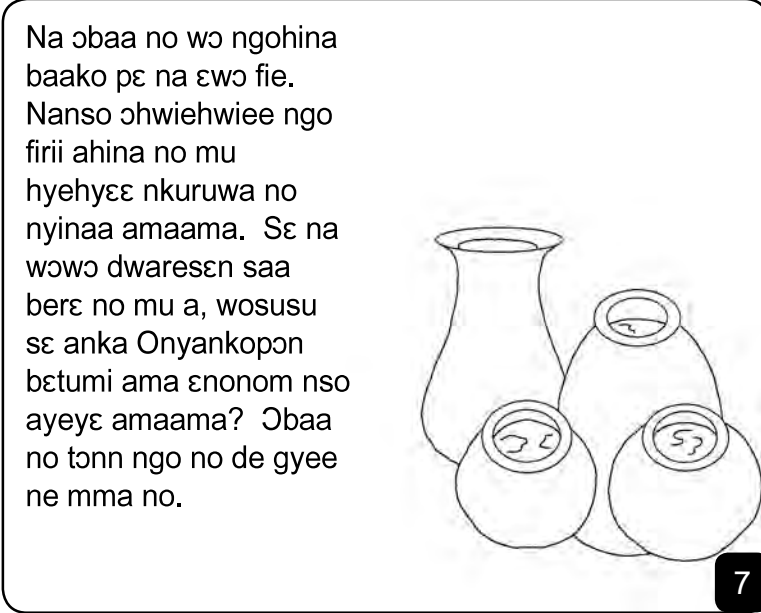 Na ɔbaa no wɔ ngohina
baako pɛ na ɛwɔ fie.
Nanso ɔhwiehwiee ngo
firii ahina no mu
hyehyɛɛ nkuruwa no
nyinaa amaama.  Sɛ na
wɔwɔ dwaresɛn saa
berɛ no mu a, wosusu
sɛ anka Onyankopɔn
bɛtumi ama ɛnonom nso
ayeyɛ amaama?  Ɔbaa
no tɔnn ngo no de gyee
ne mma no.
7